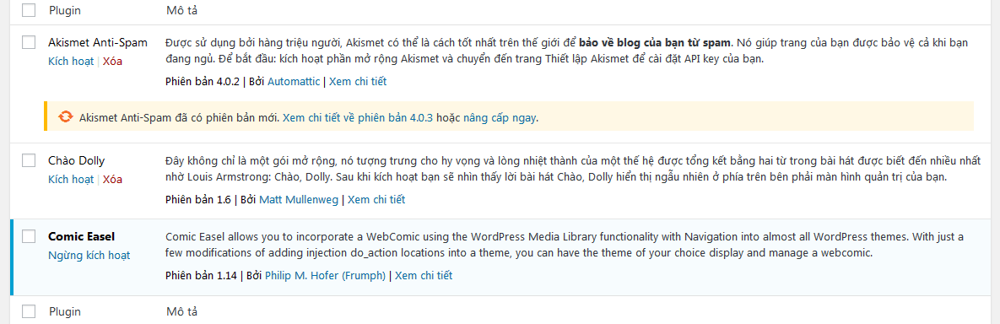 Plugin Mô tả
Akismet Anti-Spam Được sử dụng bởi hàng triệu người, Akismet có thể là cách tốt nhất trên thế giới để bảo vê blog của bạn từ spam. Nó giúp trang của bạn được bảo vệ cả khi bạn
Kích hoạt | Xóa đang ngủ. Để bắt đầu: kích hoạt phần mở rộng Akismet và chuyển đến trang Thiết lập Akismet để cài đặt API key của bạn.
Phiên bản 4.0.2 | Bởi Automattic | Xem chi tiết
Akismet Anti-Spam đã có phiên bản mới. Xem chi tiết về phiên bản 4.0.3 hoặc nâng cấp ngay.
Chào Dolly Đây không chỉ là một gói mở rộng, nó tượng trưng cho hy vọng và lòng nhiệt thành của một thế hệ được tổng kết bằng hai từ trong bài hát được biết đến nhiều nhất
Kích hoạt | Xóa nhờ Louis Armstrong: Chào, Dolly. Sau khi kích hoạt bạn sẽ nhìn thấy lời bài hát Chào, Dolly hiển thị ngẫu nhiên ở phía trên bên phải màn hình quản trị của bạn.
Phiên bản 1.6 | Bởi Matt Mullenweg | Xem chi tiết
Comic Easel Comic Easel allows you to incorporate a WebComic using the WordPress Media Library functionality with Navigation into almost all WordPress themes. With just a
Ngừng kích hoạt few modifications of adding injection do_action locations into a theme, you can have the theme of your choice display and manage a webcomic.
Phiên bản 1.14 | Bởi Philip M. Hofer (Frumph) | Xem chi tiết
Plugin Mô tả